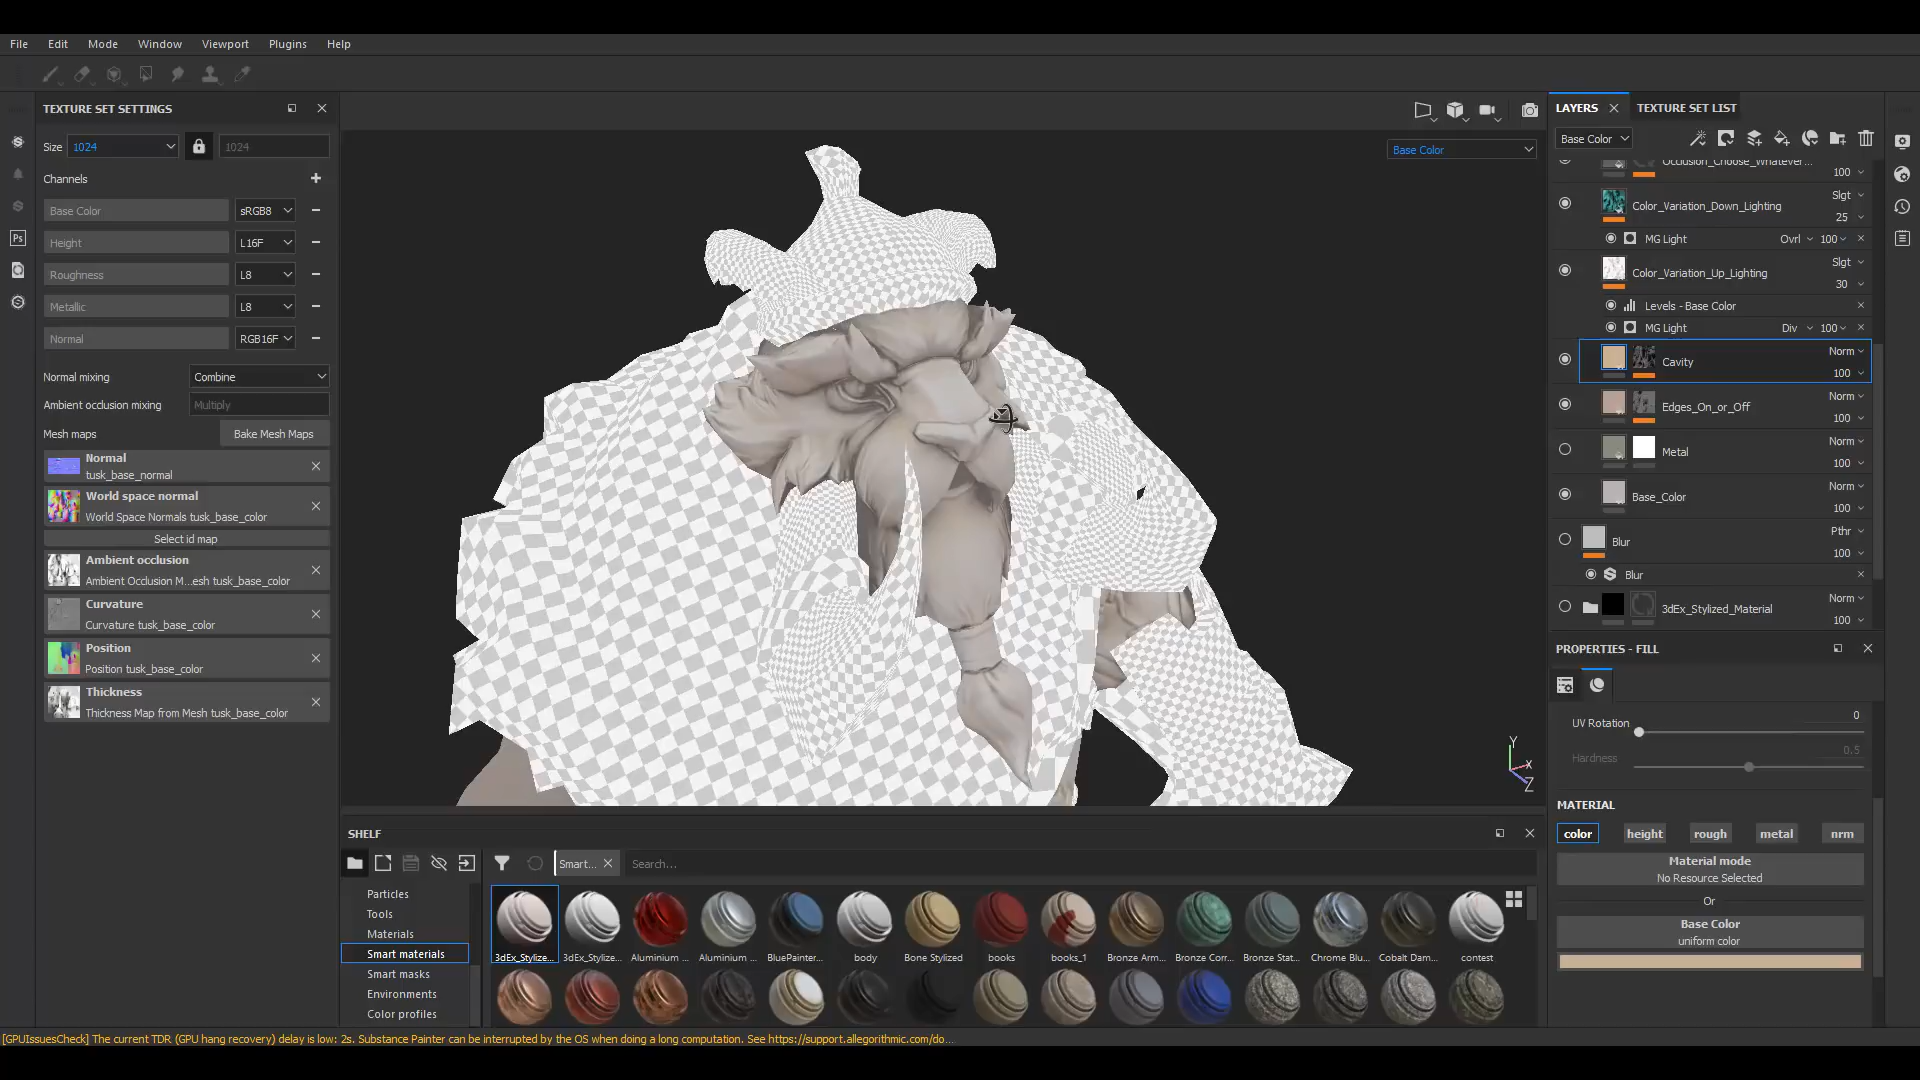 File Edit Mode Window Viewport Plugins Help
TEXTURE SET SETTINGS
Size 1024 1024
Channels
Base Color sRGB8
Height L16F
Roughness L8
Metallic L8
Normal RGB16F
Normal mixing Combine
Ambient occlusion mixing Multiply
Mesh maps Bake Mesh Maps
Normal
tusk_base_normal
World space normal
World Space Normals tusk_base_color
Select id map
Ambient occlusion
Ambient Occlusion M...esh tusk_base_color
Curvature
Curvature tusk_base_color
Position
Position tusk_base_color
Thickness
Thickness Map from Mesh tusk_base_color
Base Color
Y
X
Z
SHELF
Smart... Search...
Particles
Tools
Materials
Smart materials
Smart masks
Environments
Color profiles
3dEx_Stylize... 3dEx_Stylize... Aluminium ... Aluminium ... BluePainter... body Bone Stylized books books_1 Bronze Arm... Bronze Corr... Bronze Stat... Chrome Blu... Cobalt Dam... contest
LAYERS TEXTURE SET LIST
Base Color
Occlusion_Choose_Whatever...
100
Slgt
Color_Variation_Down_Lighting
25
MG Light Ovrl 100
Slgt
Color_Variation_Up_Lighting
30
Levels - Base Color
MG Light Div 100
Norm
Cavity
100
Norm
Edges_On_or_Off
100
Norm
Metal
100
Norm
Base_Color
100
Pthr
Blur
100
Blur
Norm
3dEx_Stylized_Material
100
PROPERTIES - FILL
0
UV Rotation
0.5
Hardness
MATERIAL
color height rough metal nrm
Material mode
No Resource Selected
Or
Base Color
uniform color
[GPUIssuesCheck] The current TDR (GPU hang recovery) delay is low: 2s. Substance Painter can be interrupted by the OS when doing a long computation. See https://support.allegorithmic.com/do...